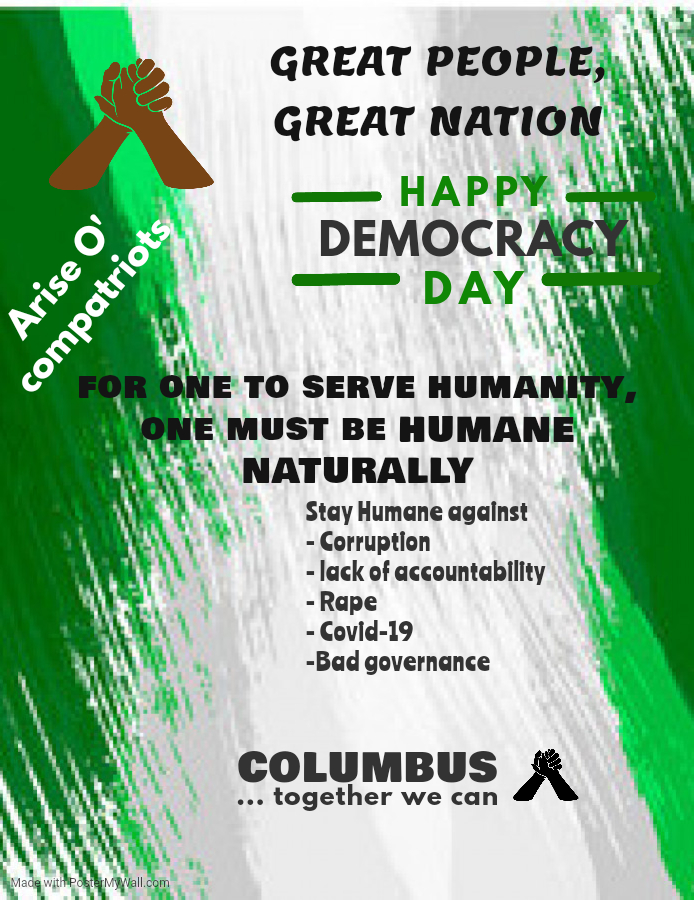 GREAT PEOPLE,
GREAT NATION
HAPPY
DEMOCRACY
DAY
Arise O'
compatriots
FOR ONE TO SERVE HUMANITY,
ONE MUST BE HUMANE
NATURALLY
Stay Humane against
- Corruption
- lack of accountability
- Rape
- Covid-19
-Bad governance
COLUMBUS
... together we can
Made with PosterMyWall.com